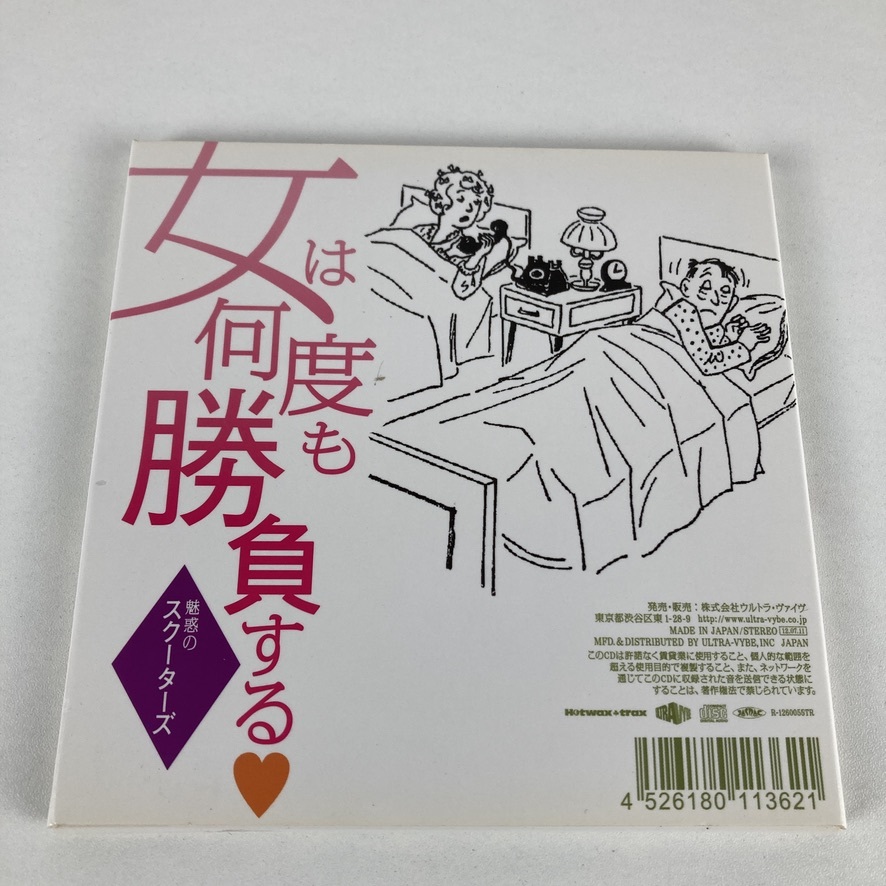 女は
何度も
勝負する
魅惑の
スクーターズ
発売・販売：株式会社ウルトラ・ヴァイヴ
東京都渋谷区東1-28-9 http://www.ultra-vybe.co.jp
MADE IN JAPAN/STEREO 12.07.11
MFD.& DISTRIBUTED BY ULTRA-VYBE,INC JAPAN
このCDは許諾なく賃貸業に使用すること、個人的な範囲を
超える使用目的で複製すること、また、ネットワークを
通じてこのCDに収録された音を送信できる状態に
することは、著作権法で禁じられています。
Hotwax trax R-1260055TR
4 526180 113621